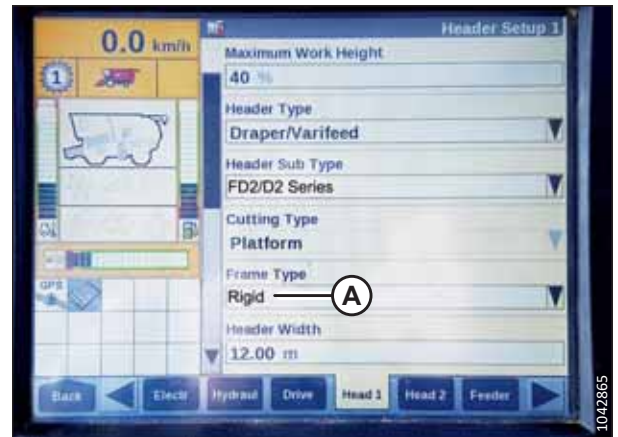 0.0 km/h
Header Setup 1
1
Maximum Work Height
40 %
Header Type
Draper/Varifeed
Header Sub Type
FD2/D2 Series
Cutting Type
Platform
Frame Type
Rigid
A
Header Width
12.00 m
GPS
Back
Electr
Hydraul
Drive
Head 1
Head 2
Feeder
1042865